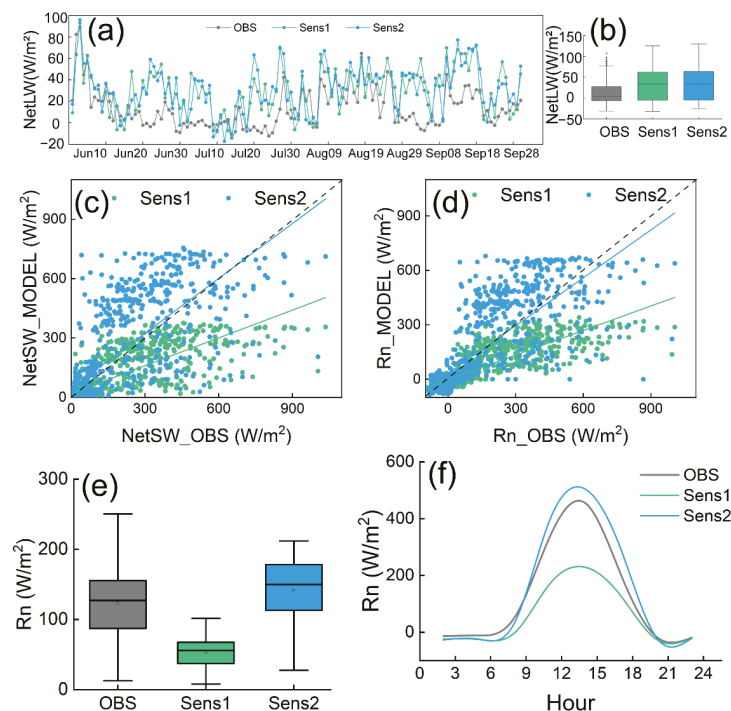 (a)
OBS Sens1 Sens2
NetLW(W/m²)
100
80
60
40
20
0
−20
Jun10 Jun20 Jun30 Jul10 Jul20 Jul30 Aug09 Aug19 Aug29 Sep08 Sep18 Sep28
(b)
NetLW(W/m²)
150
100
50
0
−50
OBS Sens1 Sens2
(c)
Sens1 Sens2
NetSW_MODEL (W/m²)
900
600
300
0
0 300 600 900
NetSW_OBS (W/m²)
(d)
Sens1 Sens2
Rn_MODEL (W/m²)
900
600
300
0
0 300 600 900
Rn_OBS (W/m²)
(e)
Rn (W/m²)
300
200
100
0
OBS Sens1 Sens2
(f)
OBS
Sens1
Sens2
Rn (W/m²)
600
400
200
0
0 3 6 9 12 15 18 21 24
Hour